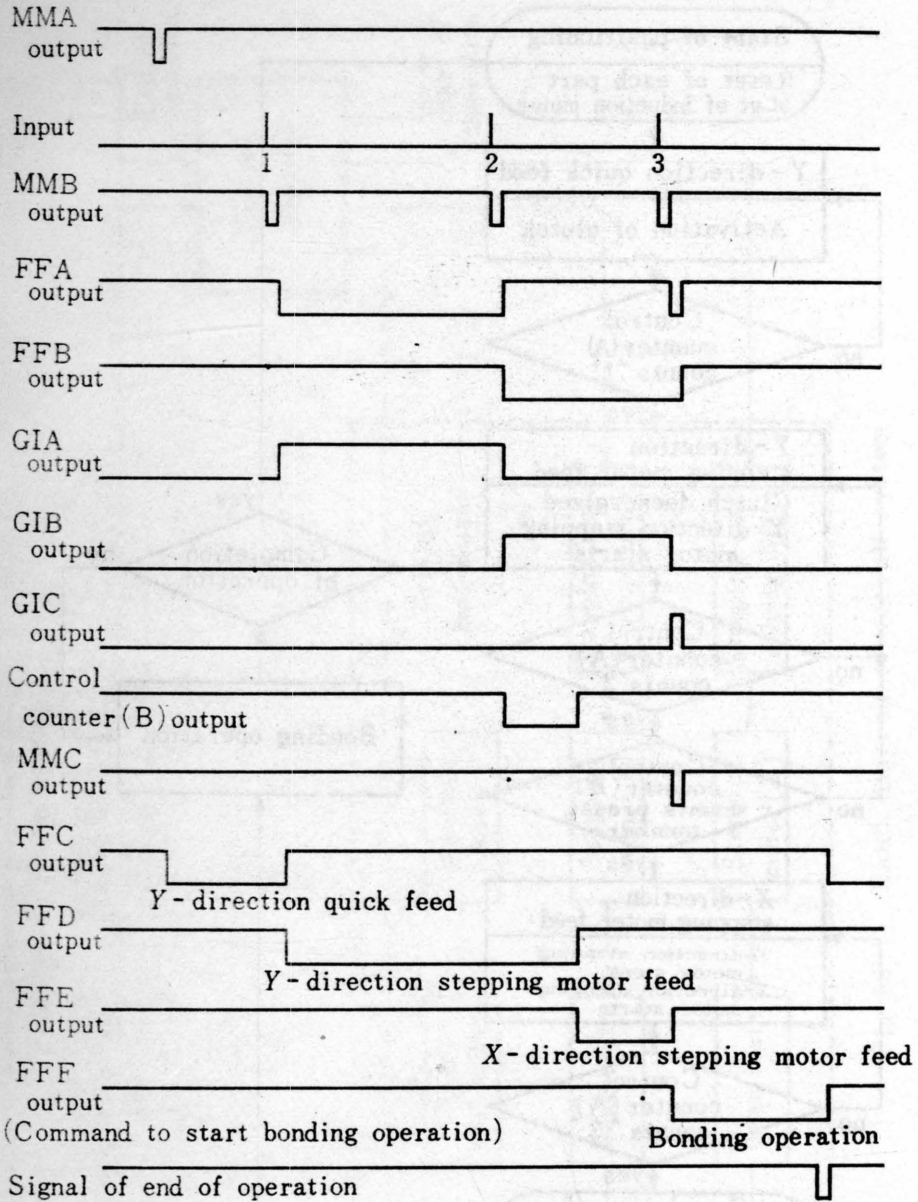 MMA
output
Input
1 2 3
MMB
output
FFA
output
FFB
output
GIA
output
GIB
output
GIC
output
Control
counter (B) output
MMC
output
FFC
output
Y-direction quick feed
FFD
output
Y-direction stepping motor feed
FFE
output
X-direction stepping motor feed
FFF
output
(Command to start bonding operation)
Bonding operation
Signal of end of operation